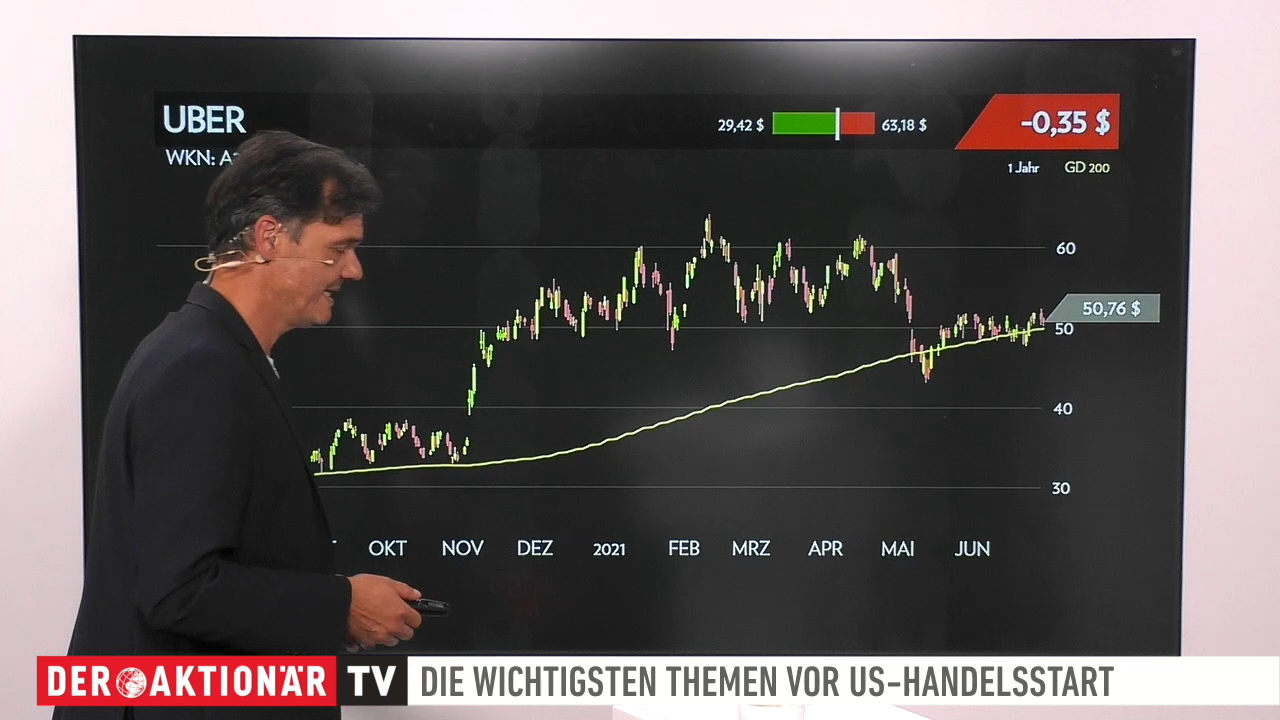 UBER
29,42 $ 63,18 $
-0,35 $
WKN:
1 Jahr GD 200
60
50,76 $
50
40
30
OKT NOV DEZ 2021 FEB MRZ APR MAI JUN
DER AKTIONÄR TV DIE WICHTIGSTEN THEMEN VOR US-HANDELSSTART